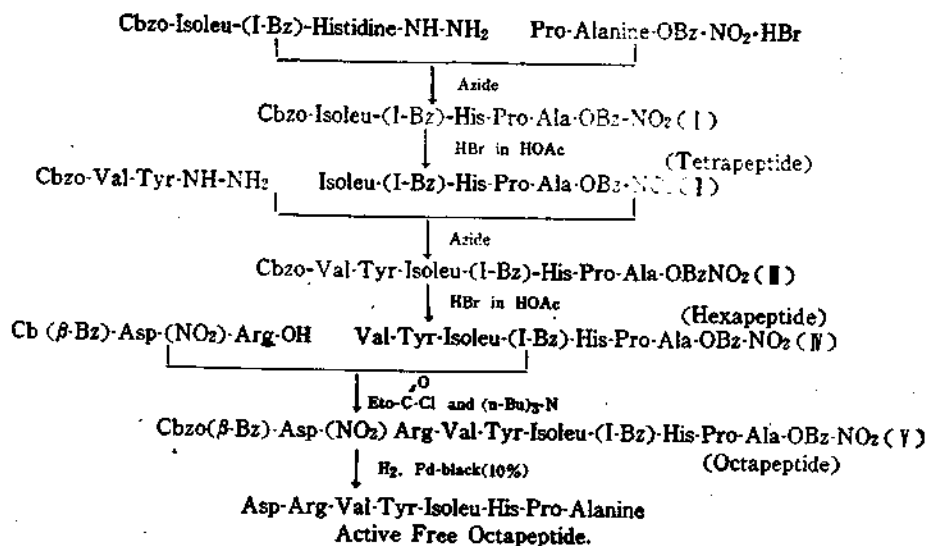 Cbzo-Isoleu-(I-Bz)-Histidine-NH-NH₂ Pro-Alanine-OBz·NO₂·HBr
Azide
Cbzo-Isoleu-(I-Bz)-His·Pro·Ala·OBz-NO₂(Ⅰ)
HBr in HOAc
(Tetrapeptide)
Cbzo-Val-Tyr-NH-NH₂ Isoleu·(I-Bz)-His·Pro·Ala·OBz·
Azide
Cbzo-Val-Tyr-Isoleu-(I-Bz)-His-Pro-Ala-OBzNO₂(Ⅲ)
HBr in HOAc
(Hexapeptide)
Cb (β-Bz)-Asp-(NO₂)-Arg-OH Val-Tyr-Isoleu-(I-Bz)-His-Pro-Ala-OBz-NO₂(Ⅳ)
O
Eto-C-Cl and (n-Bu)₃-N
Cbzo(β-Bz)-Asp-(NO₂) Arg-Val-Tyr-Isoleu-(I-Bz)-His-Pro-Ala-OBz-NO₂(Ⅴ)
(Octapeptide)
H₂. Pd-black(10%)
Asp-Arg-Val-Tyr-Isoleu-His-Pro-Alanine
Active Free Octapeptide.